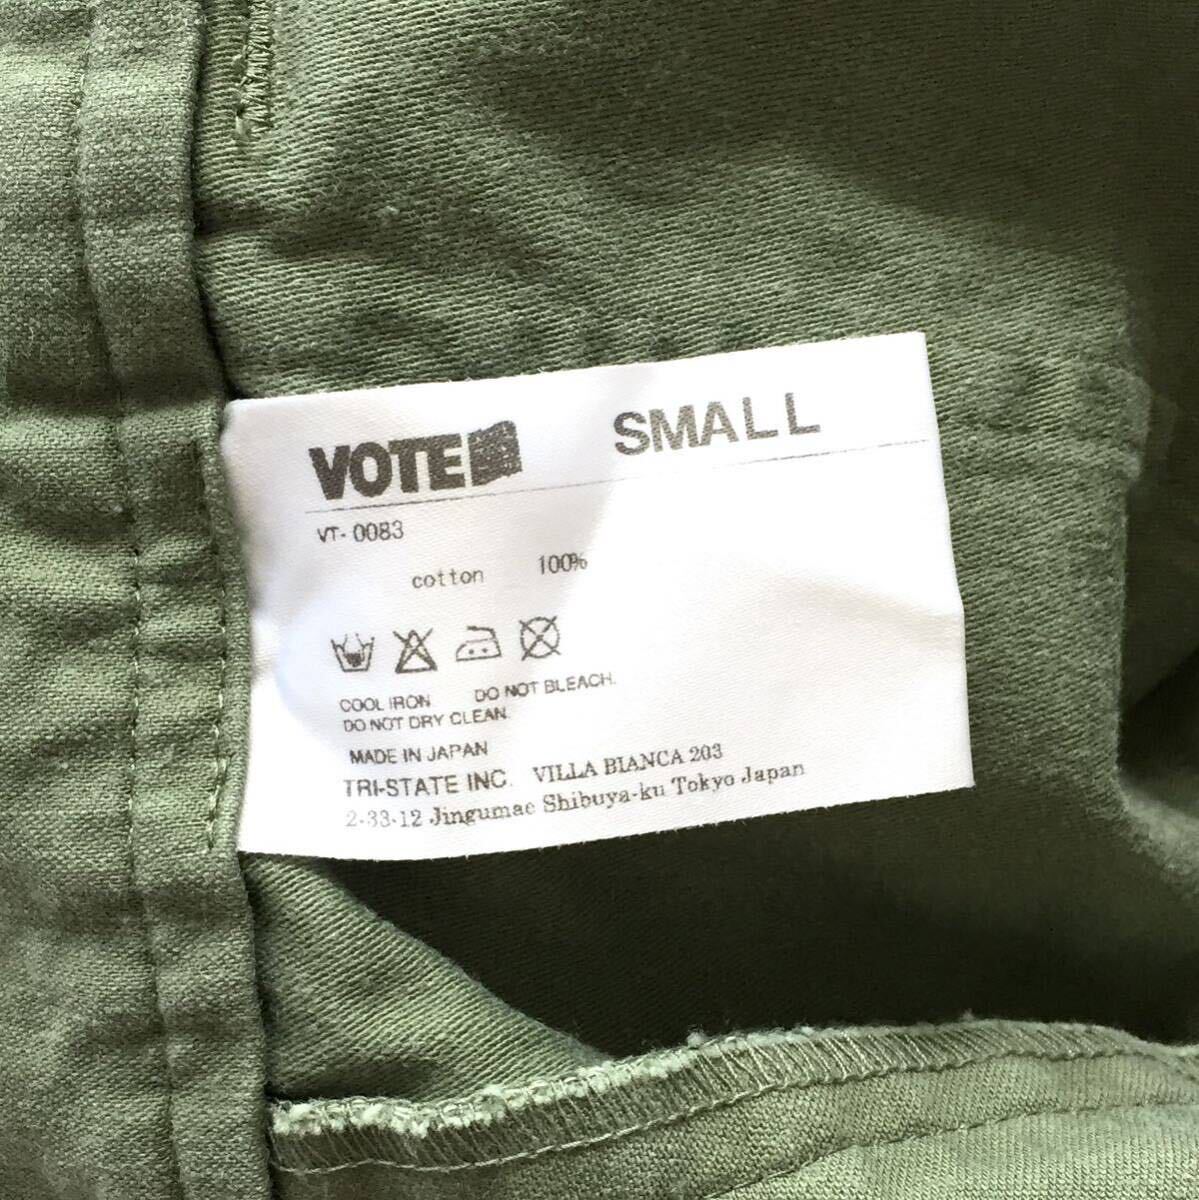 VOTE SMALL
VT-0083
cotton 100%
COOL IRON DO NOT BLEACH.
DO NOT DRY CLEAN.
MADE IN JAPAN
TRI-STATE INC. VILLA BIANCA 203
2-33-12 Jingumae Shibuya-ku Tokyo Japan